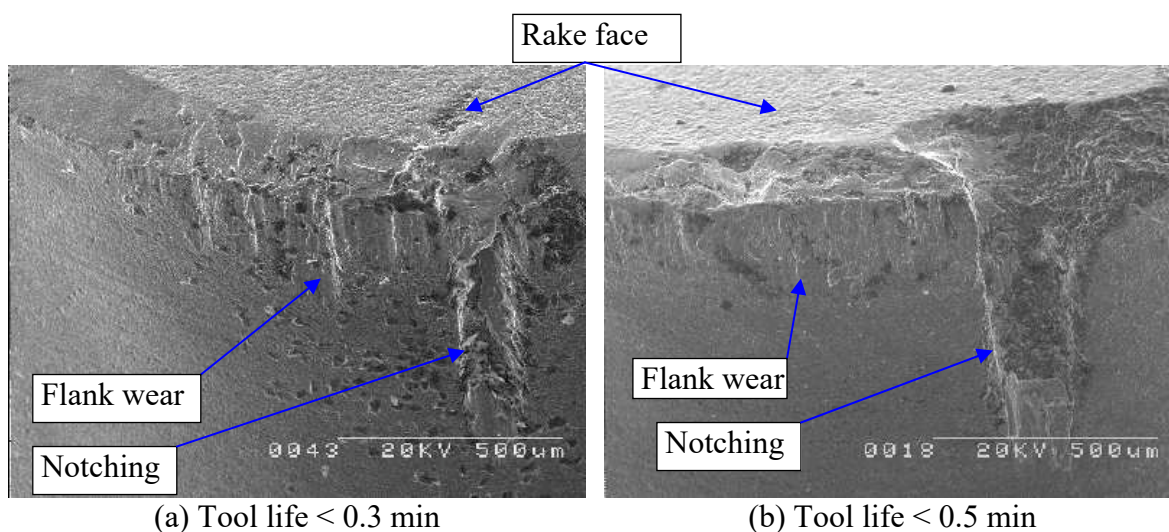 Rake face
Flank wear
Notching
0043 20KV 500um
Flank wear
Notching
0018 20KV 500um
(a) Tool life < 0.3 min
(b) Tool life < 0.5 min